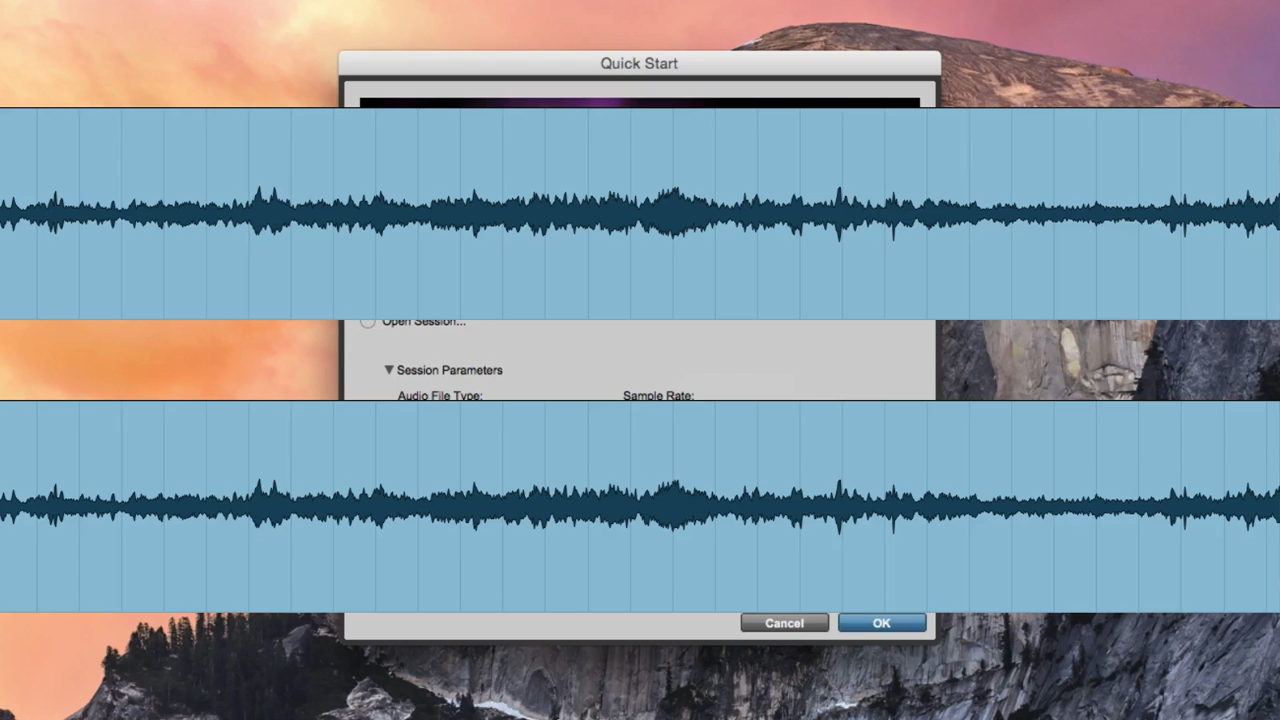 Quick Start
Open Session...
▼ Session Parameters
Audio File Type: Sample Rate:
Cancel OK